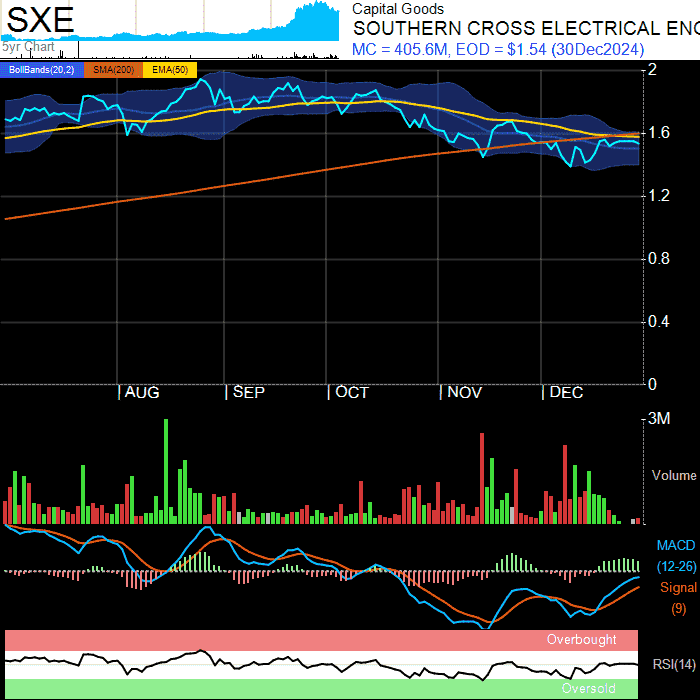 SXE
5yr Chart
Capital Goods
SOUTHERN CROSS ELECTRICAL ENG
MC = 405.6M, EOD = $1.54 (30Dec2024)
BollBands(20,2) SMA(200) EMA(50)
2
1.6
1.2
0.8
0.4
0
AUG SEP OCT NOV DEC
3M
Volume
MACD
(12-26)
Signal
(9)
Overbought
RSI(14)
Oversold